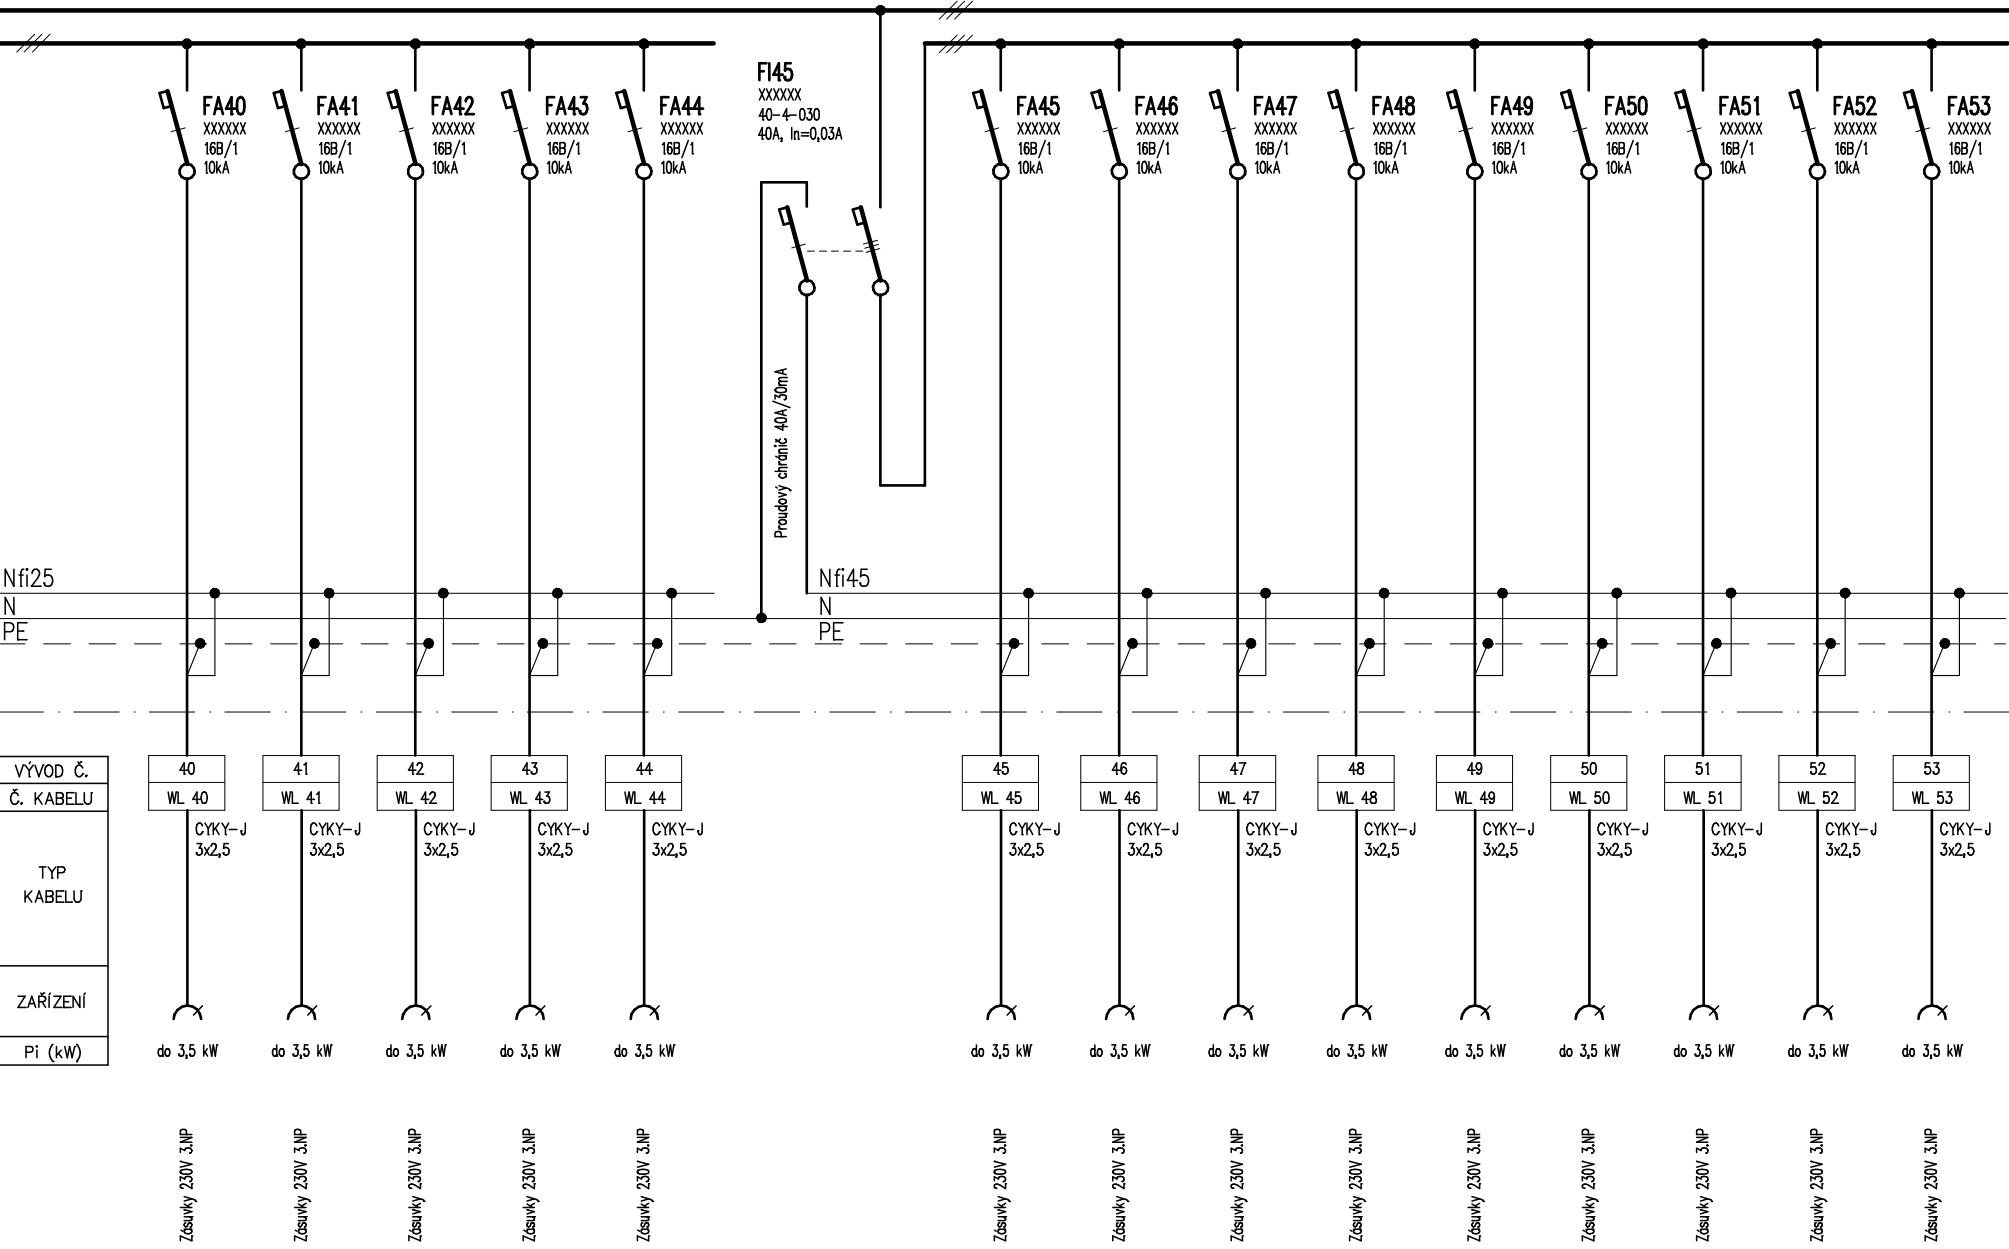 FA40
XXXXXX
16B/1
10kA
FA41
XXXXXX
16B/1
10kA
FA42
XXXXXX
16B/1
10kA
FA43
XXXXXX
16B/1
10kA
FA44
XXXXXX
16B/1
10kA
FI45
XXXXXX
40-4-030
40A, In=0,03A
Proudový chránič 40A/30mA
FA45
XXXXXX
16B/1
10kA
FA46
XXXXXX
16B/1
10kA
FA47
XXXXXX
16B/1
10kA
FA48
XXXXXX
16B/1
10kA
FA49
XXXXXX
16B/1
10kA
FA50
XXXXXX
16B/1
10kA
FA51
XXXXXX
16B/1
10kA
FA52
XXXXXX
16B/1
10kA
FA53
XXXXXX
16B/1
10kA
Nfi25
N
PE
Nfi45
N
PE
VÝVOD Č. 40 41 42 43 44 45 46 47 48 49 50 51 52 53
Č. KABELU WL 40 WL 41 WL 42 WL 43 WL 44 WL 45 WL 46 WL 47 WL 48 WL 49 WL 50 WL 51 WL 52 WL 53
CYKY-J CYKY-J CYKY-J CYKY-J CYKY-J CYKY-J CYKY-J CYKY-J CYKY-J CYKY-J CYKY-J CYKY-J CYKY-J CYKY-J
3x2,5 3x2,5 3x2,5 3x2,5 3x2,5 3x2,5 3x2,5 3x2,5 3x2,5 3x2,5 3x2,5 3x2,5 3x2,5 3x2,5
TYP
KABELU
ZAŘÍZENÍ
Pi (kW) do 3,5 kW do 3,5 kW do 3,5 kW do 3,5 kW do 3,5 kW do 3,5 kW do 3,5 kW do 3,5 kW do 3,5 kW do 3,5 kW do 3,5 kW do 3,5 kW do 3,5 kW do 3,5 kW
Zásuvky 230V 3.NP
Zásuvky 230V 3.NP
Zásuvky 230V 3.NP
Zásuvky 230V 3.NP
Zásuvky 230V 3.NP
Zásuvky 230V 3.NP
Zásuvky 230V 3.NP
Zásuvky 230V 3.NP
Zásuvky 230V 3.NP
Zásuvky 230V 3.NP
Zásuvky 230V 3.NP
Zásuvky 230V 3.NP
Zásuvky 230V 3.NP
Zásuvky 230V 3.NP